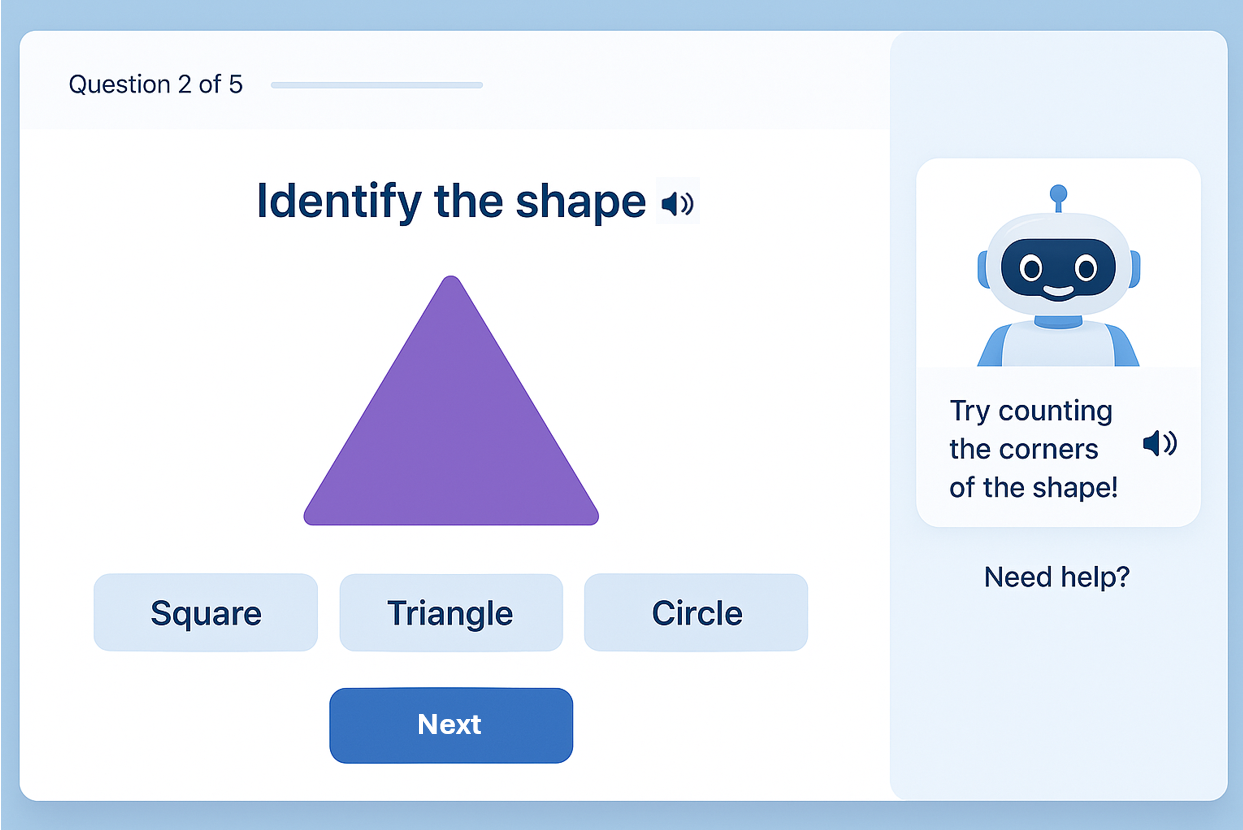 Question 2 of 5
Identify the shape
Square
Triangle
Circle
Next
Try counting
the corners
of the shape!
Need help?